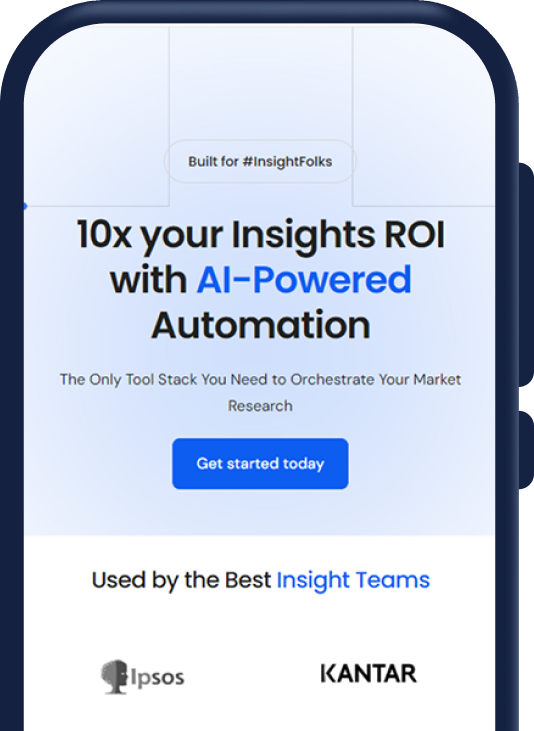 Built for #InsightFolks
10x your Insights ROI
with AI-Powered
Automation
The Only Tool Stack You Need to Orchestrate Your Market
Research
Get started today
Used by the Best Insight Teams
Ipsos
KANTAR